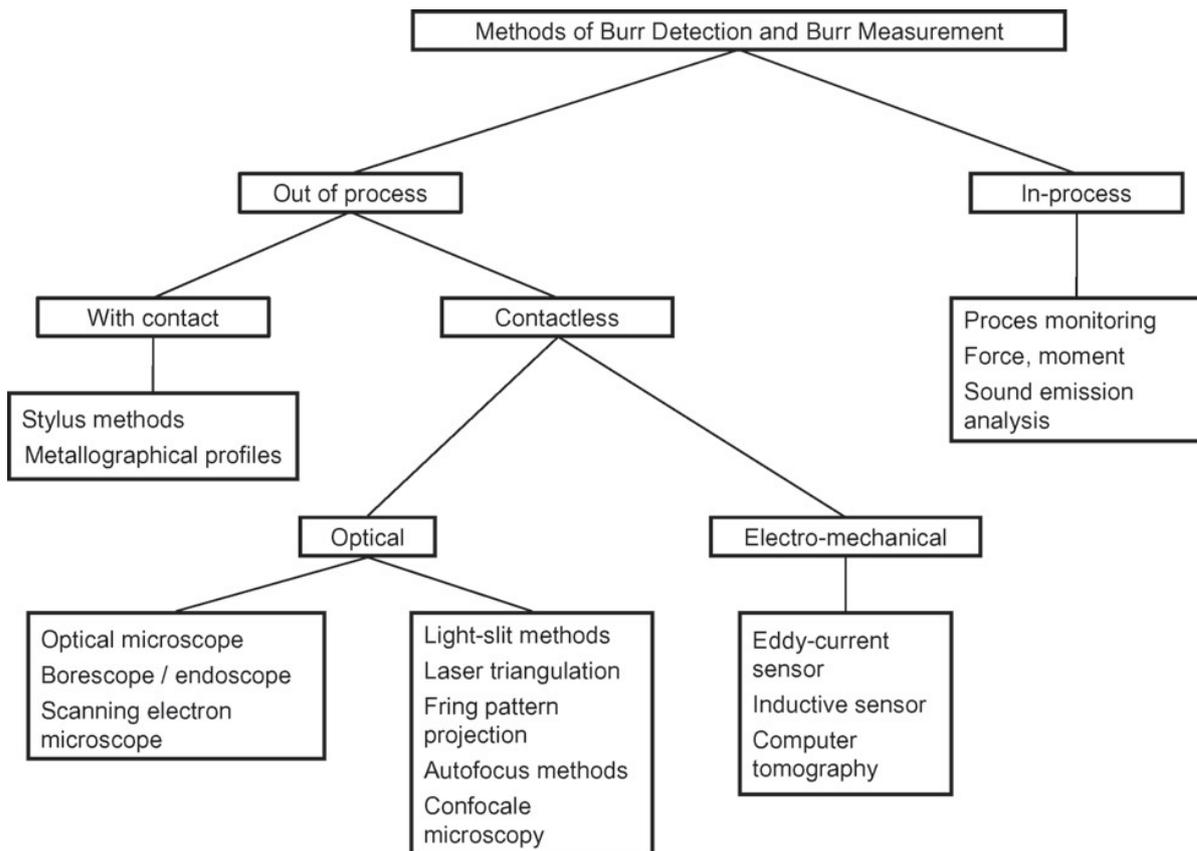 Methods of Burr Detection and Burr Measurement
Out of process
In-process
With contact
Contactless
Proces monitoring
Force, moment
Sound emission
analysis
Stylus methods
Metallographical profiles
Optical
Electro-mechanical
Optical microscope
Borescope / endoscope
Scanning electron
microscope
Light-slit methods
Laser triangulation
Fring pattern
projection
Autofocus methods
Confocale
microscopy
Eddy-current
sensor
Inductive sensor
Computer
tomography